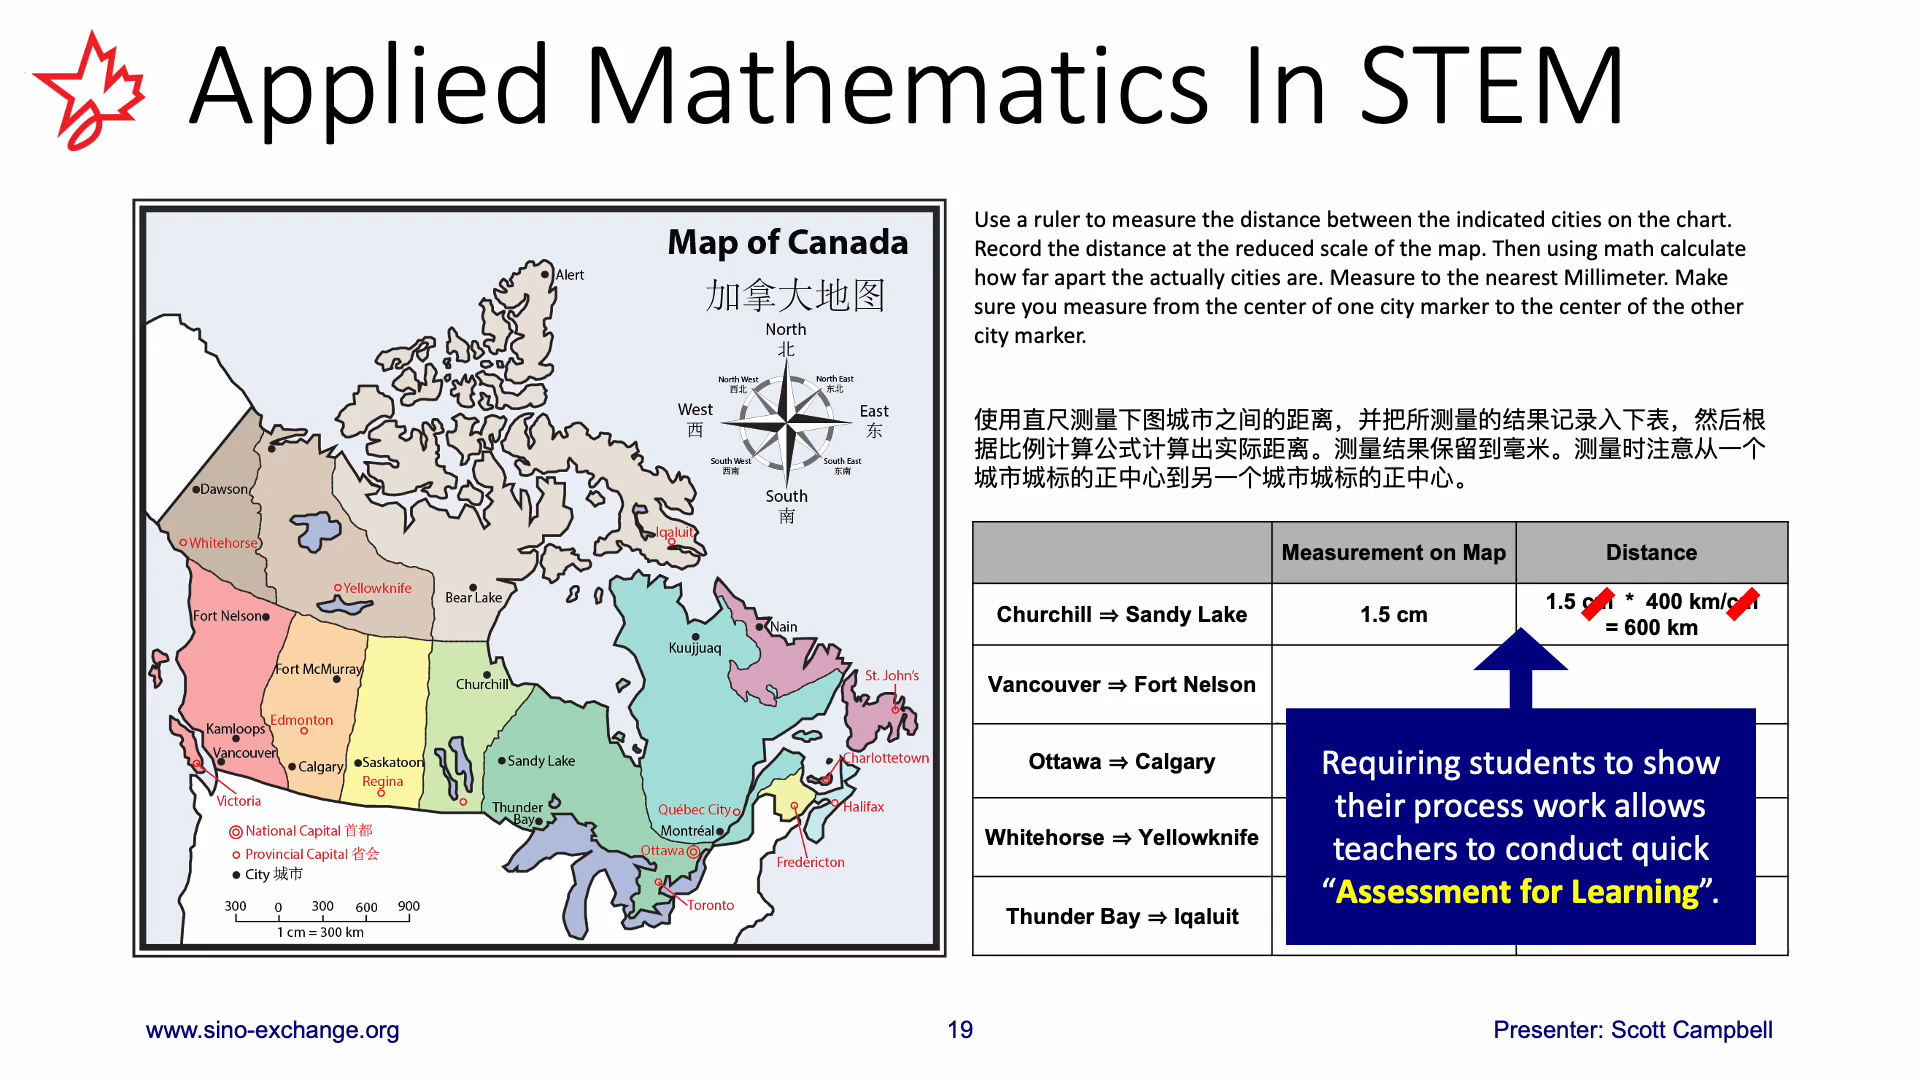 Applied Mathematics In STEM
Map of Canada
加拿大地图
North
北
North West
西北
North East
东北
West
西
East
东
South West
西南
South East
东南
South
南
Alert
Dawson
Whitehorse
Yellowknife
Iqaluit
Bear Lake
Fort Nelson
Kuujjuaq
Nain
Fort McMurray
Churchill
St. John's
Edmonton
Kamloops
Vancouver
Calgary
Saskatoon
Regina
Sandy Lake
Charlottetown
Victoria
Thunder
Bay
Québec City
Halifax
Montréal
Ottawa
Fredericton
Toronto
National Capital 首都
Provincial Capital 省会
City 城市
300 0 300 600 900
1 cm = 300 km
Use a ruler to measure the distance between the indicated cities on the chart.
Record the distance at the reduced scale of the map. Then using math calculate
how far apart the actually cities are. Measure to the nearest Millimeter. Make
sure you measure from the center of one city marker to the center of the other
city marker.
使用直尺测量下图城市之间的距离，并把所测量的结果记录入下表，然后根
据比例计算公式计算出实际距离。测量结果保留到毫米。测量时注意从一个
城市城标的正中心到另一个城市城标的正中心。
Measurement on Map Distance
Churchill ⇒ Sandy Lake 1.5 cm 1.5 cm * 400 km/cm
= 600 km
Vancouver ⇒ Fort Nelson
Ottawa ⇒ Calgary
Whitehorse ⇒ Yellowknife
Thunder Bay ⇒ Iqaluit
Requiring students to show
their process work allows
teachers to conduct quick
“Assessment for Learning”.
www.sino-exchange.org
19
Presenter: Scott Campbell